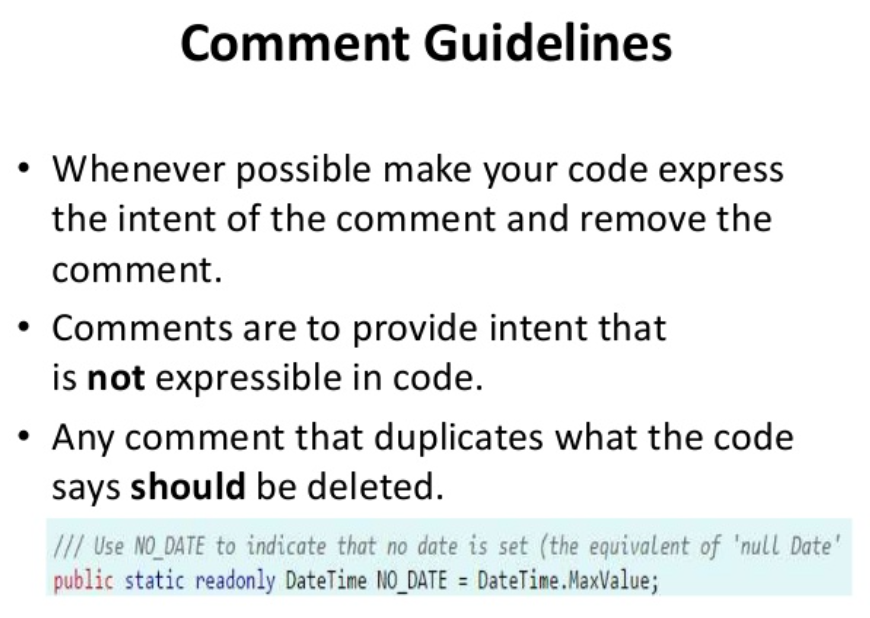 Comment Guidelines
• Whenever possible make your code express
the intent of the comment and remove the
comment.
• Comments are to provide intent that
is not expressible in code.
• Any comment that duplicates what the code
says should be deleted.
/// Use NO_DATE to indicate that no date is set (the equivalent of 'null Date'
public static readonly DateTime NO_DATE = DateTime.MaxValue;